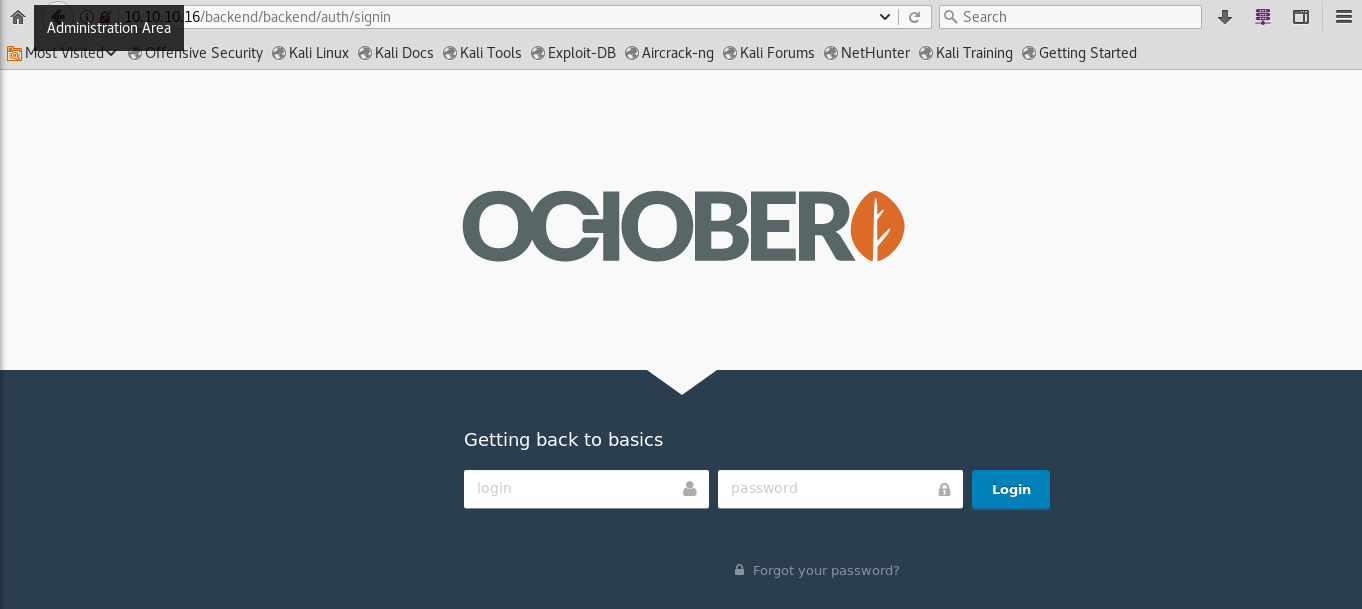 10.10.10.16/backend/backend/auth/signin
Search
Administration Area
Most Visited
Offensive Security
Kali Linux
Kali Docs
Kali Tools
Exploit-DB
Aircrack-ng
Kali Forums
NetHunter
Kali Training
Getting Started
OCTOBER
Getting back to basics
login
password
Login
Forgot your password?